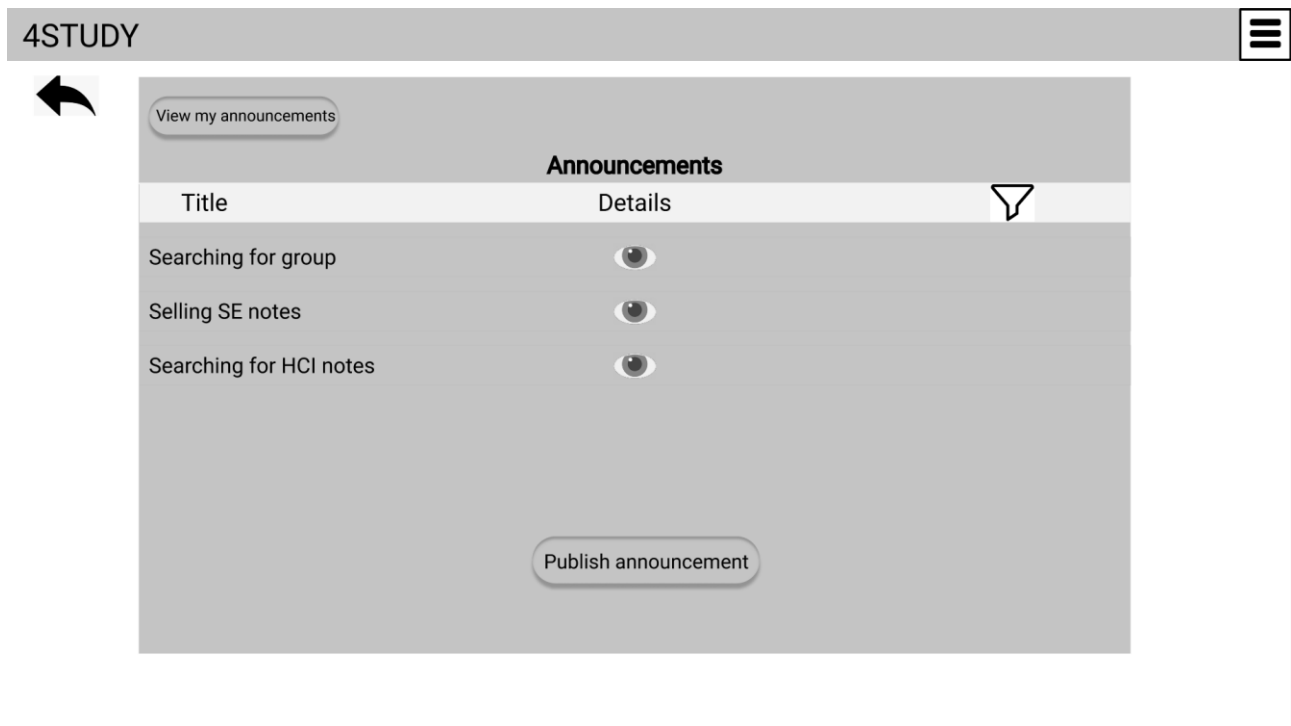 4STUDY
View my announcements
Announcements
Title Details
Searching for group
Selling SE notes
Searching for HCI notes
Publish announcement